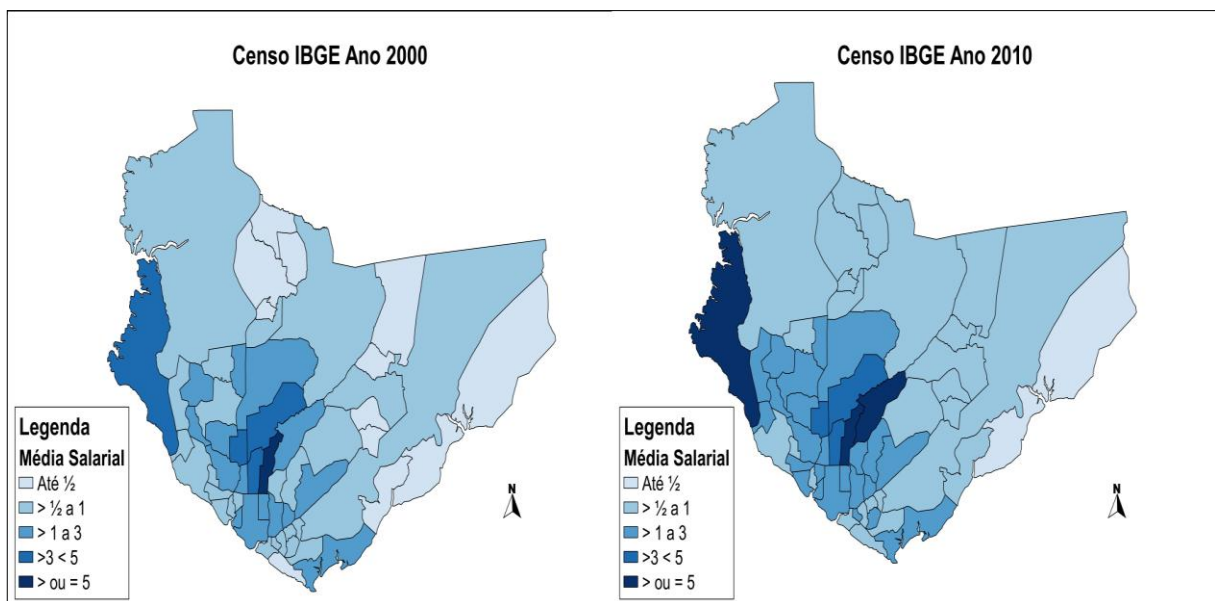 Censo IBGE Ano 2000
Legenda
Média Salarial
Até ½
> ½ a 1
> 1 a 3
>3 < 5
> ou = 5
N
Censo IBGE Ano 2010
Legenda
Média Salarial
Até ½
> ½ a 1
> 1 a 3
>3 < 5
> ou = 5
N